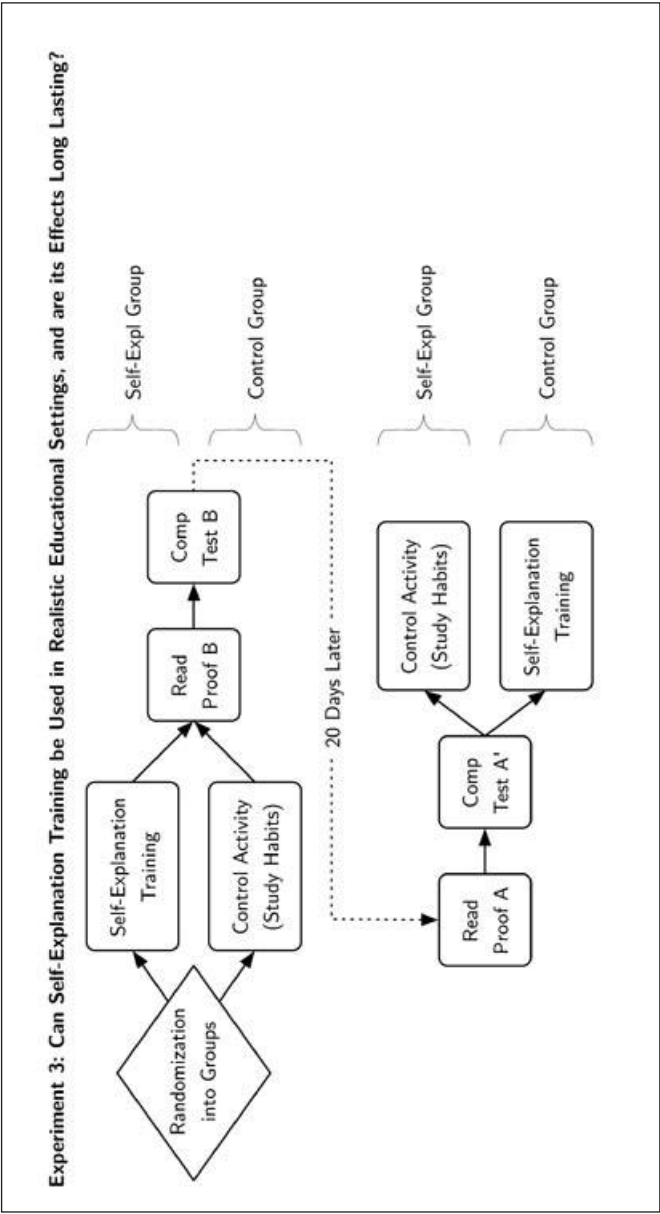 Experiment 3: Can Self-Explanation Training be Used in Realistic Educational Settings, and are its Effects Long Lasting?
Randomization
into Groups
Self-Explanation
Training
Control Activity
(Study Habits)
Read
Proof B
Comp
Test B
Self-Expl Group
Control Group
20 Days Later
Read
Proof A
Comp
Test A'
Control Activity
(Study Habits)
Self-Explanation
Training
Self-Expl Group
Control Group